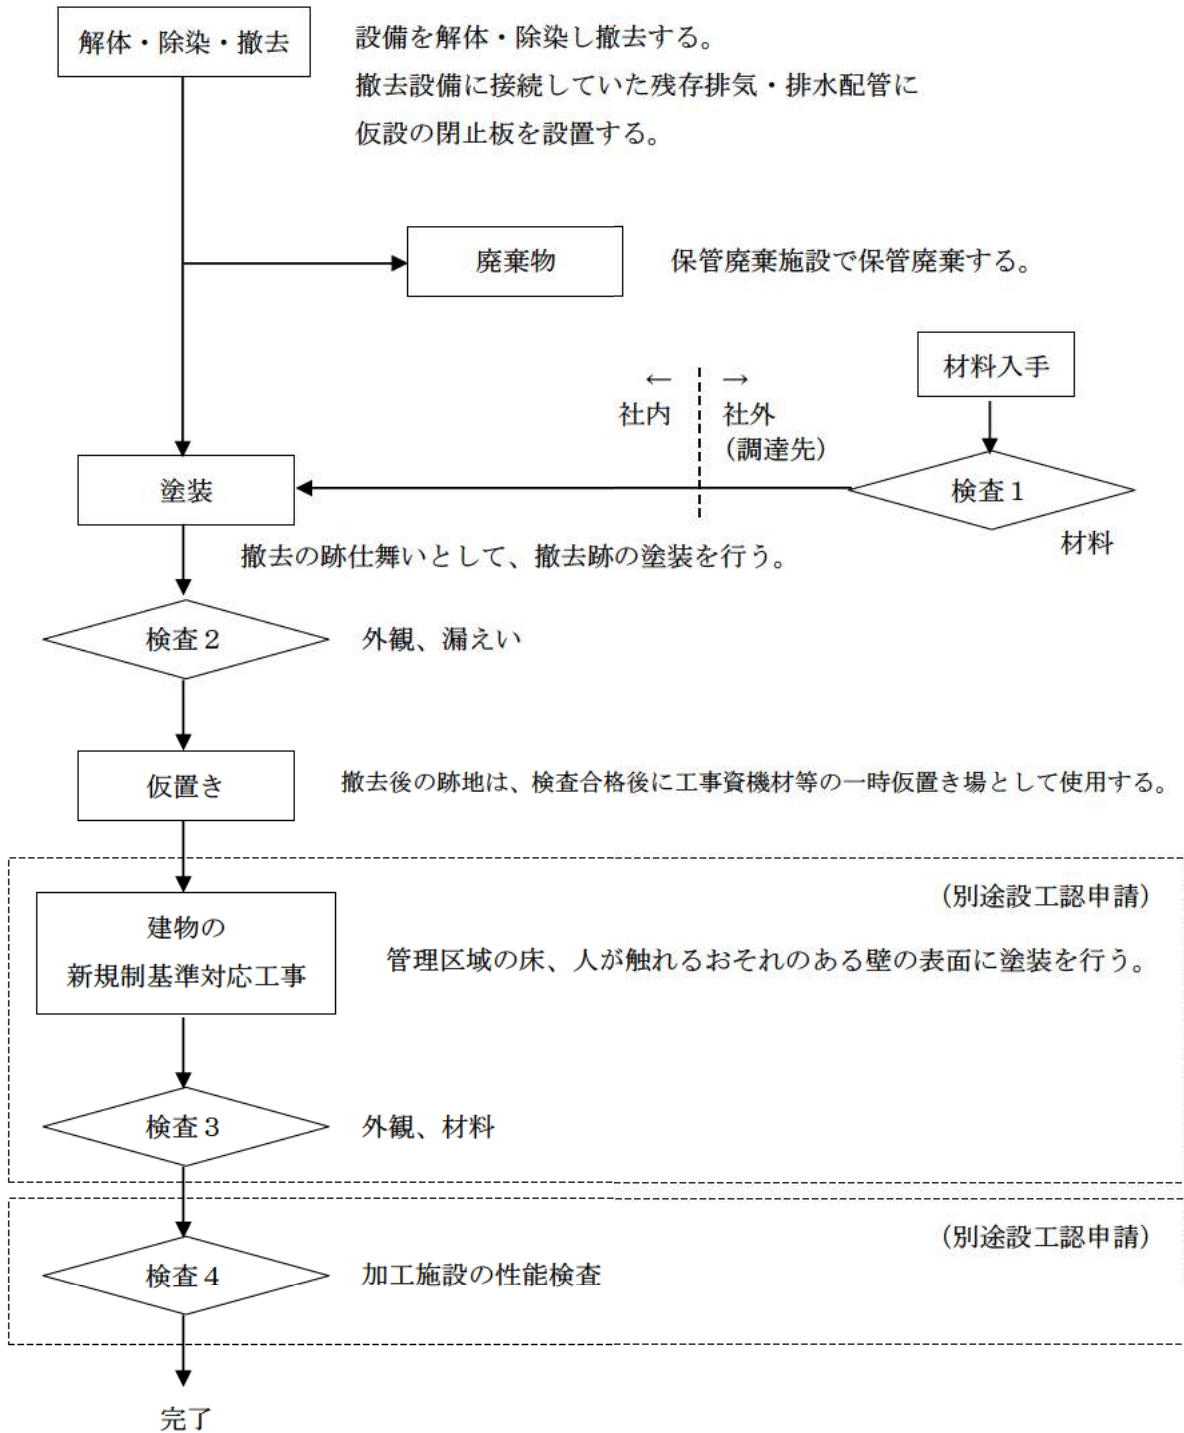 解体・除染・撤去
設備を解体・除染し撤去する。
撤去設備に接続していた残存排気・排水配管に
仮設の閉止板を設置する。
廃棄物
保管廃棄施設で保管廃棄する。
材料入手
← →
社内 社外
（調達先）
塗装
検査１
材料
撤去の跡仕舞いとして、撤去跡の塗装を行う。
検査２
外観、漏えい
仮置き
撤去後の跡地は、検査合格後に工事資機材等の一時仮置き場として使用する。
（別途設工認申請）
建物の
新規制基準対応工事
管理区域の床、人が触れるおそれのある壁の表面に塗装を行う。
検査３
外観、材料
（別途設工認申請）
検査４
加工施設の性能検査
完了